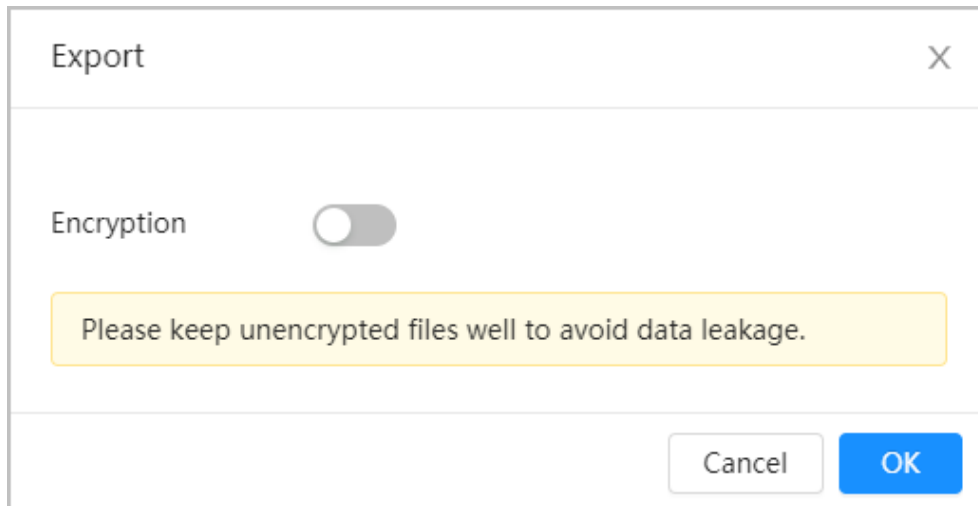 Export
Encryption
Please keep unencrypted files well to avoid data leakage.
Cancel
OK